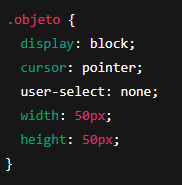 .objeto {
display: block;
cursor: pointer;
user-select: none;
width: 50px;
height: 50px;
}